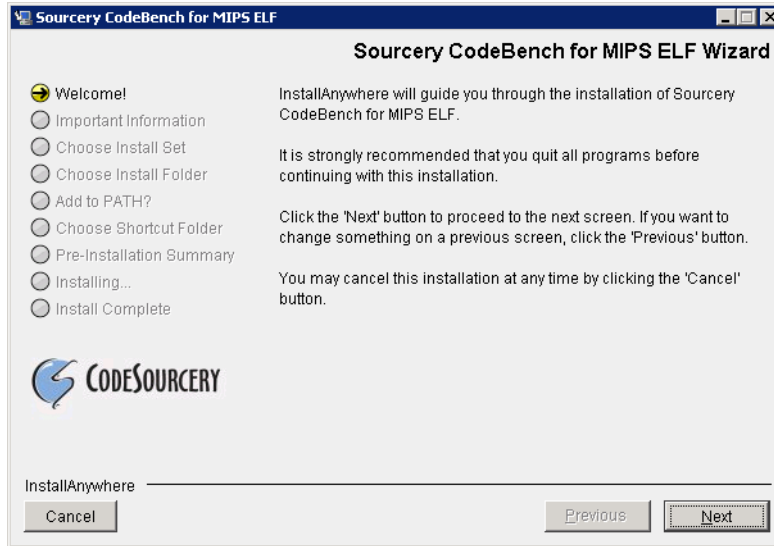 Sourcery CodeBench for MIPS ELF
Sourcery CodeBench for MIPS ELF Wizard
Welcome!
Important Information
Choose Install Set
Choose Install Folder
Add to PATH?
Choose Shortcut Folder
Pre-Installation Summary
Installing...
Install Complete
InstallAnywhere will guide you through the installation of Sourcery
CodeBench for MIPS ELF.
It is strongly recommended that you quit all programs before
continuing with this installation.
Click the 'Next' button to proceed to the next screen. If you want to
change something on a previous screen, click the 'Previous' button.
You may cancel this installation at any time by clicking the 'Cancel'
button.
CODESOURCERY
InstallAnywhere
Cancel
Previous
Next